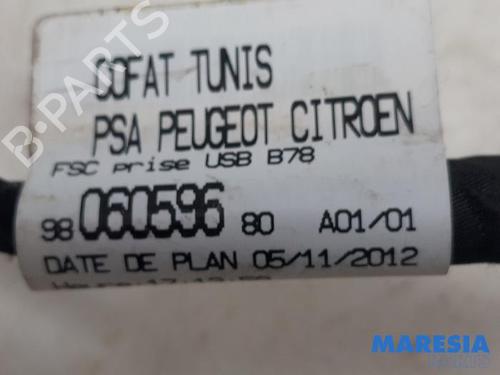 COFAT TUNIS
PSA PEUGEOT CITROEN
FSC prise USB B78
98 060596 80 A01/01
DATE DE PLAN 05/11/2012
B-PARTS
MARESIA